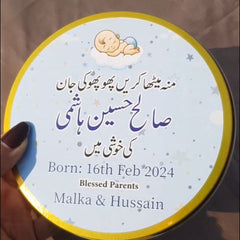 منہ میٹھا کریں پھوپھو کی جان
صالح حسین ہاشمی
کی خوشی میں
Born: 16th Feb 2024
Blessed Parents
Malka & Hussain